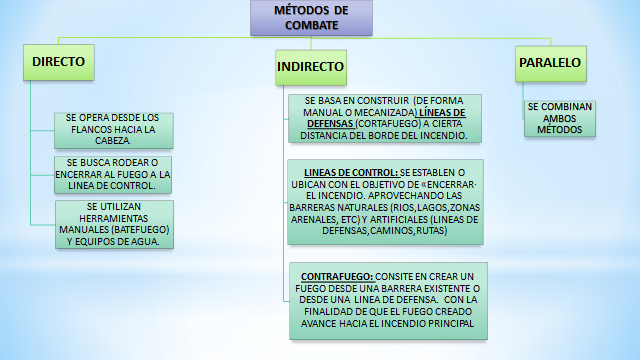 MÉTODOS DE
COMBATE
DIRECTO
SE OPERA DESDE LOS
FLANCOS HACIA LA
CABEZA.
SE BUSCA RODEAR O
ENCERRAR AL FUEGO A LA
LINEA DE CONTROL.
SE UTILIZAN
HERRAMIENTAS
MANUALES (BATEFUEGO)
Y EQUIPOS DE AGUA.
INDIRECTO
SE BASA EN CONSTRUIR (DE FORMA
MANUAL O MECANIZADA) LÍNEAS DE
DEFENSAS (CORTAFUEGO) A CIERTA
DISTANCIA DEL BORDE DEL INCENDIO.
LINEAS DE CONTROL: SE ESTABLEN O
UBICAN CON EL OBJETIVO DE «ENCERRAR·
EL INCENDIO. APROVECHANDO LAS
BARRERAS NATURALES (RIOS,LAGOS,ZONAS
ARENALES, ETC) Y ARTIFICIALES (LINEAS DE
DEFENSAS,CAMINOS,RUTAS)
CONTRAFUEGO: CONSITE EN CREAR UN
FUEGO DESDE UNA BARRERA EXISTENTE O
DESDE UNA LINEA DE DEFENSA. CON LA
FINALIDAD DE QUE EL FUEGO CREADO
AVANCE HACIA EL INCENDIO PRINCIPAL
PARALELO
SE COMBINAN
AMBOS
MÉTODOS